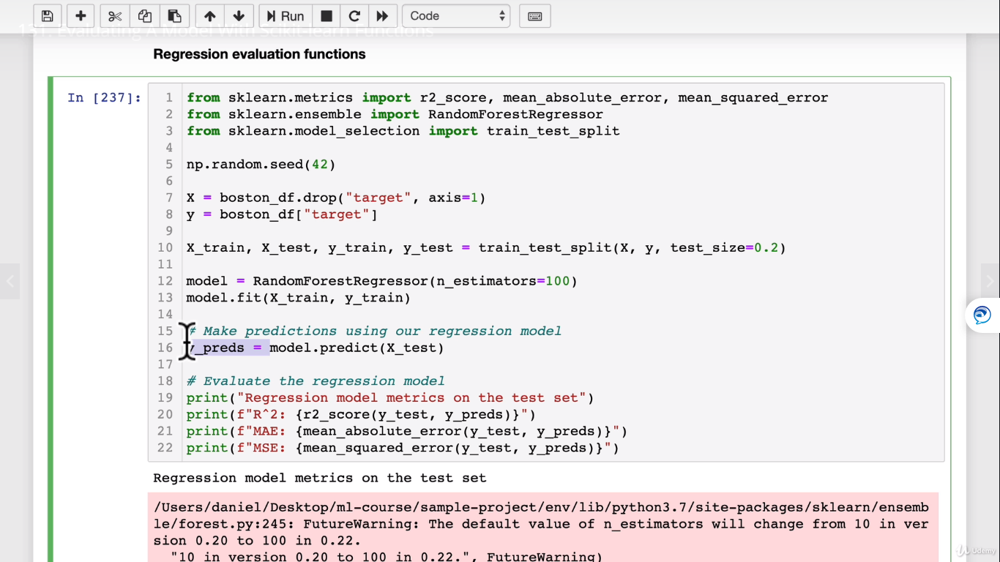 Run
Code
131. Evaluating A Model With Scikit-learn Functions
Regression evaluation functions
In [237]:
1 from sklearn.metrics import r2_score, mean_absolute_error, mean_squared_error
2 from sklearn.ensemble import RandomForestRegressor
3 from sklearn.model_selection import train_test_split
4
5 np.random.seed(42)
6
7 X = boston_df.drop("target", axis=1)
8 y = boston_df["target"]
9
10 X_train, X_test, y_train, y_test = train_test_split(X, y, test_size=0.2)
11
12 model = RandomForestRegressor(n_estimators=100)
13 model.fit(X_train, y_train)
14
15 # Make predictions using our regression model
16 y_preds = model.predict(X_test)
17
18 # Evaluate the regression model
19 print("Regression model metrics on the test set")
20 print(f"R^2: {r2_score(y_test, y_preds)}")
21 print(f"MAE: {mean_absolute_error(y_test, y_preds)}")
22 print(f"MSE: {mean_squared_error(y_test, y_preds)}")
Regression model metrics on the test set
/Users/daniel/Desktop/ml-course/sample-project/env/lib/python3.7/site-packages/sklearn/ensemb
le/forest.py:245: FutureWarning: The default value of n_estimators will change from 10 in ver
sion 0.20 to 100 in 0.22.
"10 in version 0.20 to 100 in 0.22.", FutureWarning)
Udemy